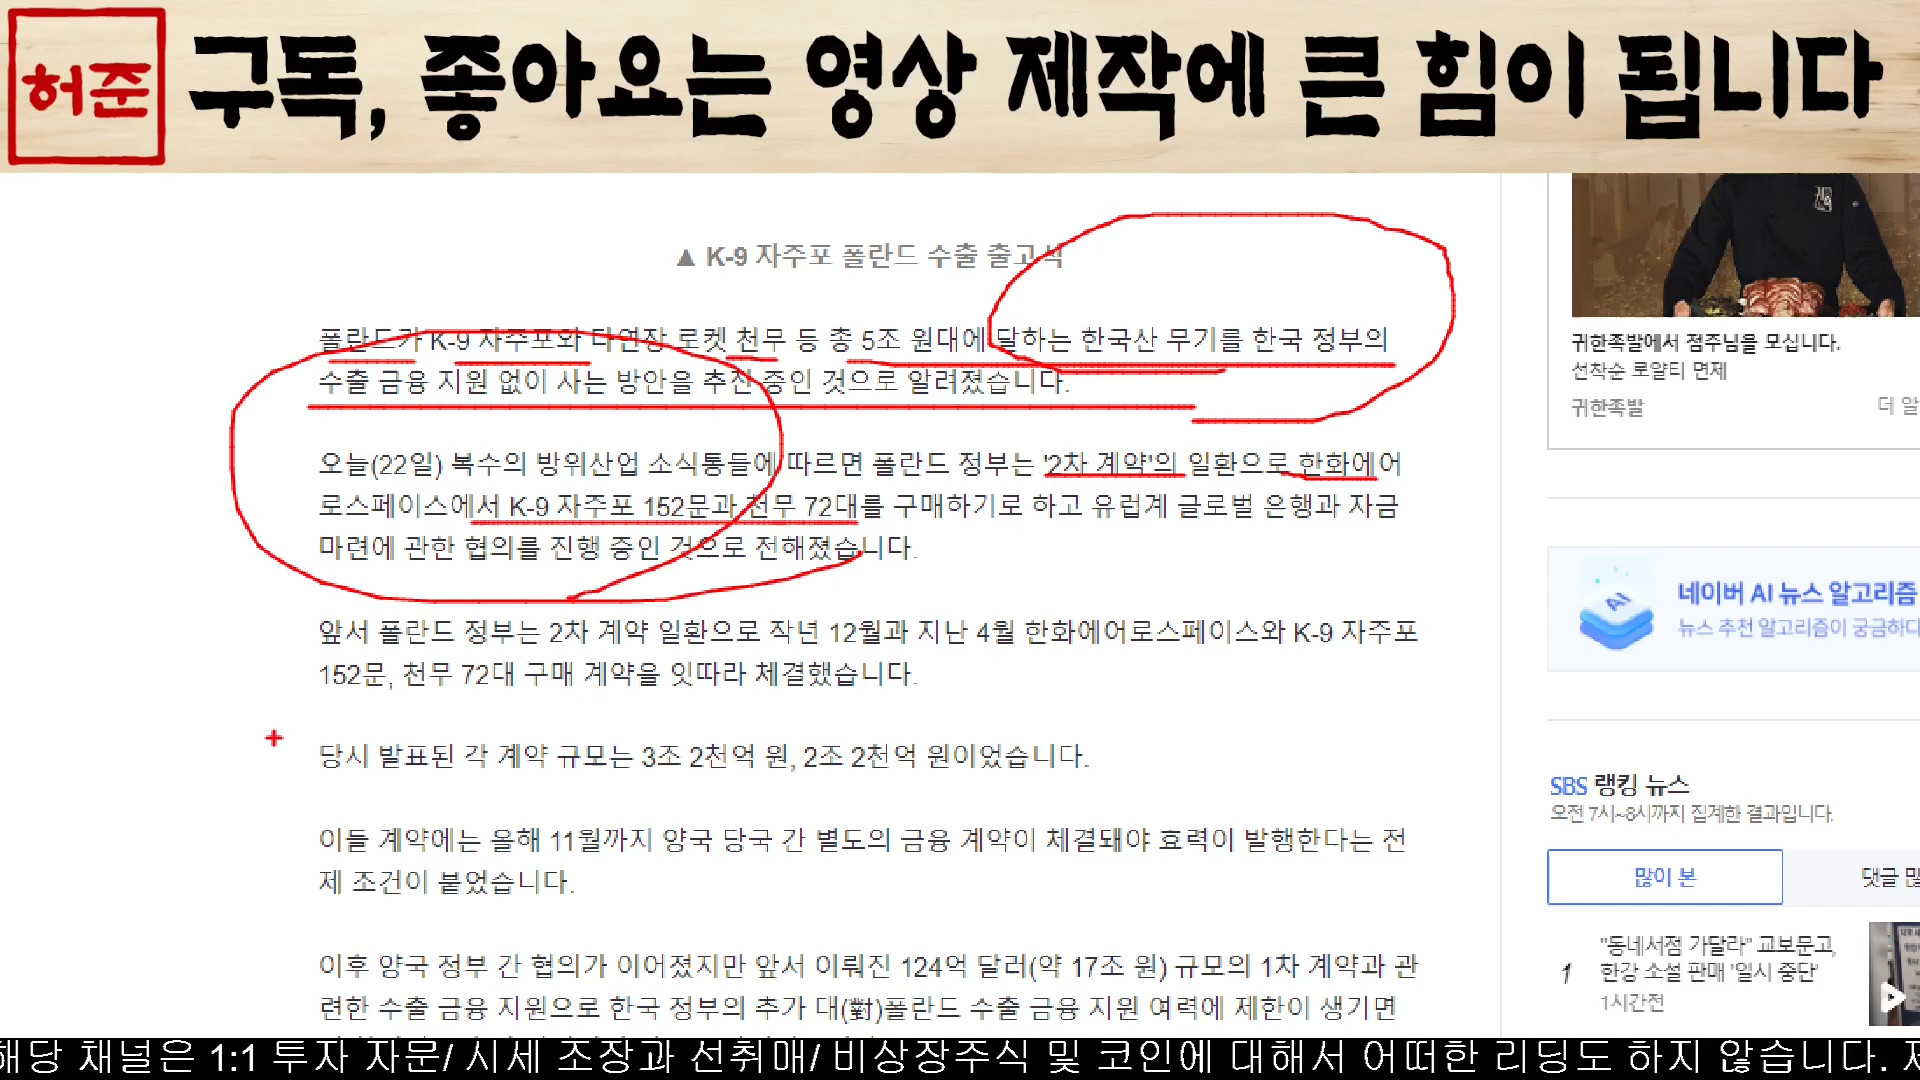 허준
구독, 좋아요는 영상 제작에 큰 힘이 됩니다
▲ K-9 자주포 폴란드 수출 출고식
폴란드가 K-9 자주포와 다연장 로켓 천무 등 총 5조 원대에 달하는 한국산 무기를 한국 정부의
수출 금융 지원 없이 사는 방안을 추진 중인 것으로 알려졌습니다.
오늘(22일) 복수의 방위산업 소식통들에 따르면 폴란드 정부는 '2차 계약'의 일환으로 한화에어
로스페이스에서 K-9 자주포 152문과 천무 72대를 구매하기로 하고 유럽계 글로벌 은행과 자금
마련에 관한 협의를 진행 중인 것으로 전해졌습니다.
앞서 폴란드 정부는 2차 계약 일환으로 작년 12월과 지난 4월 한화에어로스페이스와 K-9 자주포
152문, 천무 72대 구매 계약을 잇따라 체결했습니다.
당시 발표된 각 계약 규모는 3조 2천억 원, 2조 2천억 원이었습니다.
이들 계약에는 올해 11월까지 양국 당국 간 별도의 금융 계약이 체결돼야 효력이 발행한다는 전
제 조건이 붙었습니다.
이후 양국 정부 간 협의가 이어졌지만 앞서 이뤄진 124억 달러(약 17조 원) 규모의 1차 계약과 관
련한 수출 금융 지원으로 한국 정부의 추가 대(對)폴란드 수출 금융 지원 여력에 제한이 생기면
귀한족발에서 점주님을 모십니다.
선착순 로얄티 면제
귀한족발
더 알
네이버 AI 뉴스 알고리즘
뉴스 추천 알고리즘이 궁금하다
SBS 랭킹 뉴스
오전 7시~8시까지 집계한 결과입니다.
많이 본
댓글 많
1
"동네서점 가달라" 교보문고,
한강 소설 판매 '일시 중단'
1시간전
해당 채널은 1:1 투자 자문/ 시세 조장과 선취매/ 비상장주식 및 코인에 대해서 어떠한 리딩도 하지 않습니다.